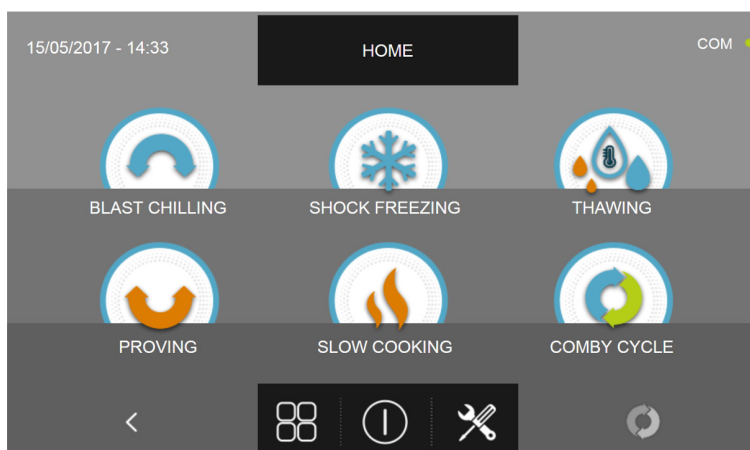 15/05/2017 - 14:33
HOME
COM
BLAST CHILLING
SHOCK FREEZING
THAWING
PROVING
SLOW COOKING
COMBY CYCLE